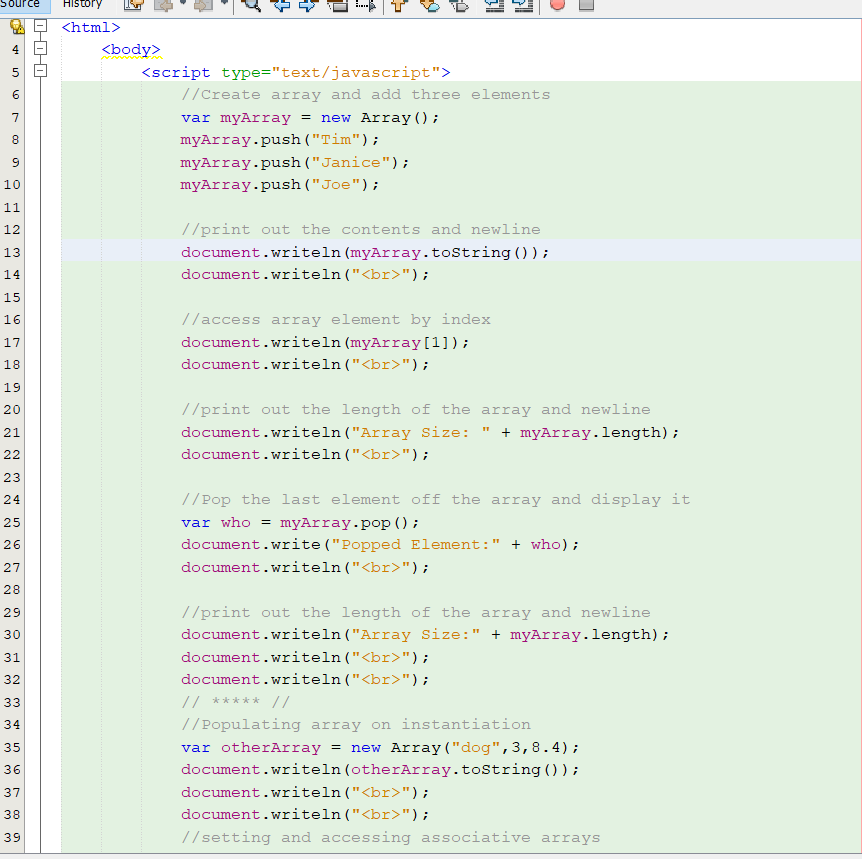 Source History
<html>
4 <body>
5 <script type="text/javascript">
6 //Create array and add three elements
7 var myArray = new Array();
8 myArray.push("Tim");
9 myArray.push("Janice");
10 myArray.push("Joe");
11
12 //print out the contents and newline
13 document.writeln(myArray.toString());
14 document.writeln("<br>");
15
16 //access array element by index
17 document.writeln(myArray[1]);
18 document.writeln("<br>");
19
20 //print out the length of the array and newline
21 document.writeln("Array Size: " + myArray.length);
22 document.writeln("<br>");
23
24 //Pop the last element off the array and display it
25 var who = myArray.pop();
26 document.write("Popped Element:" + who);
27 document.writeln("<br>");
28
29 //print out the length of the array and newline
30 document.writeln("Array Size:" + myArray.length);
31 document.writeln("<br>");
32 document.writeln("<br>");
33 // ***** //
34 //Populating array on instantiation
35 var otherArray = new Array("dog",3,8.4);
36 document.writeln(otherArray.toString());
37 document.writeln("<br>");
38 document.writeln("<br>");
39 //setting and accessing associative arrays